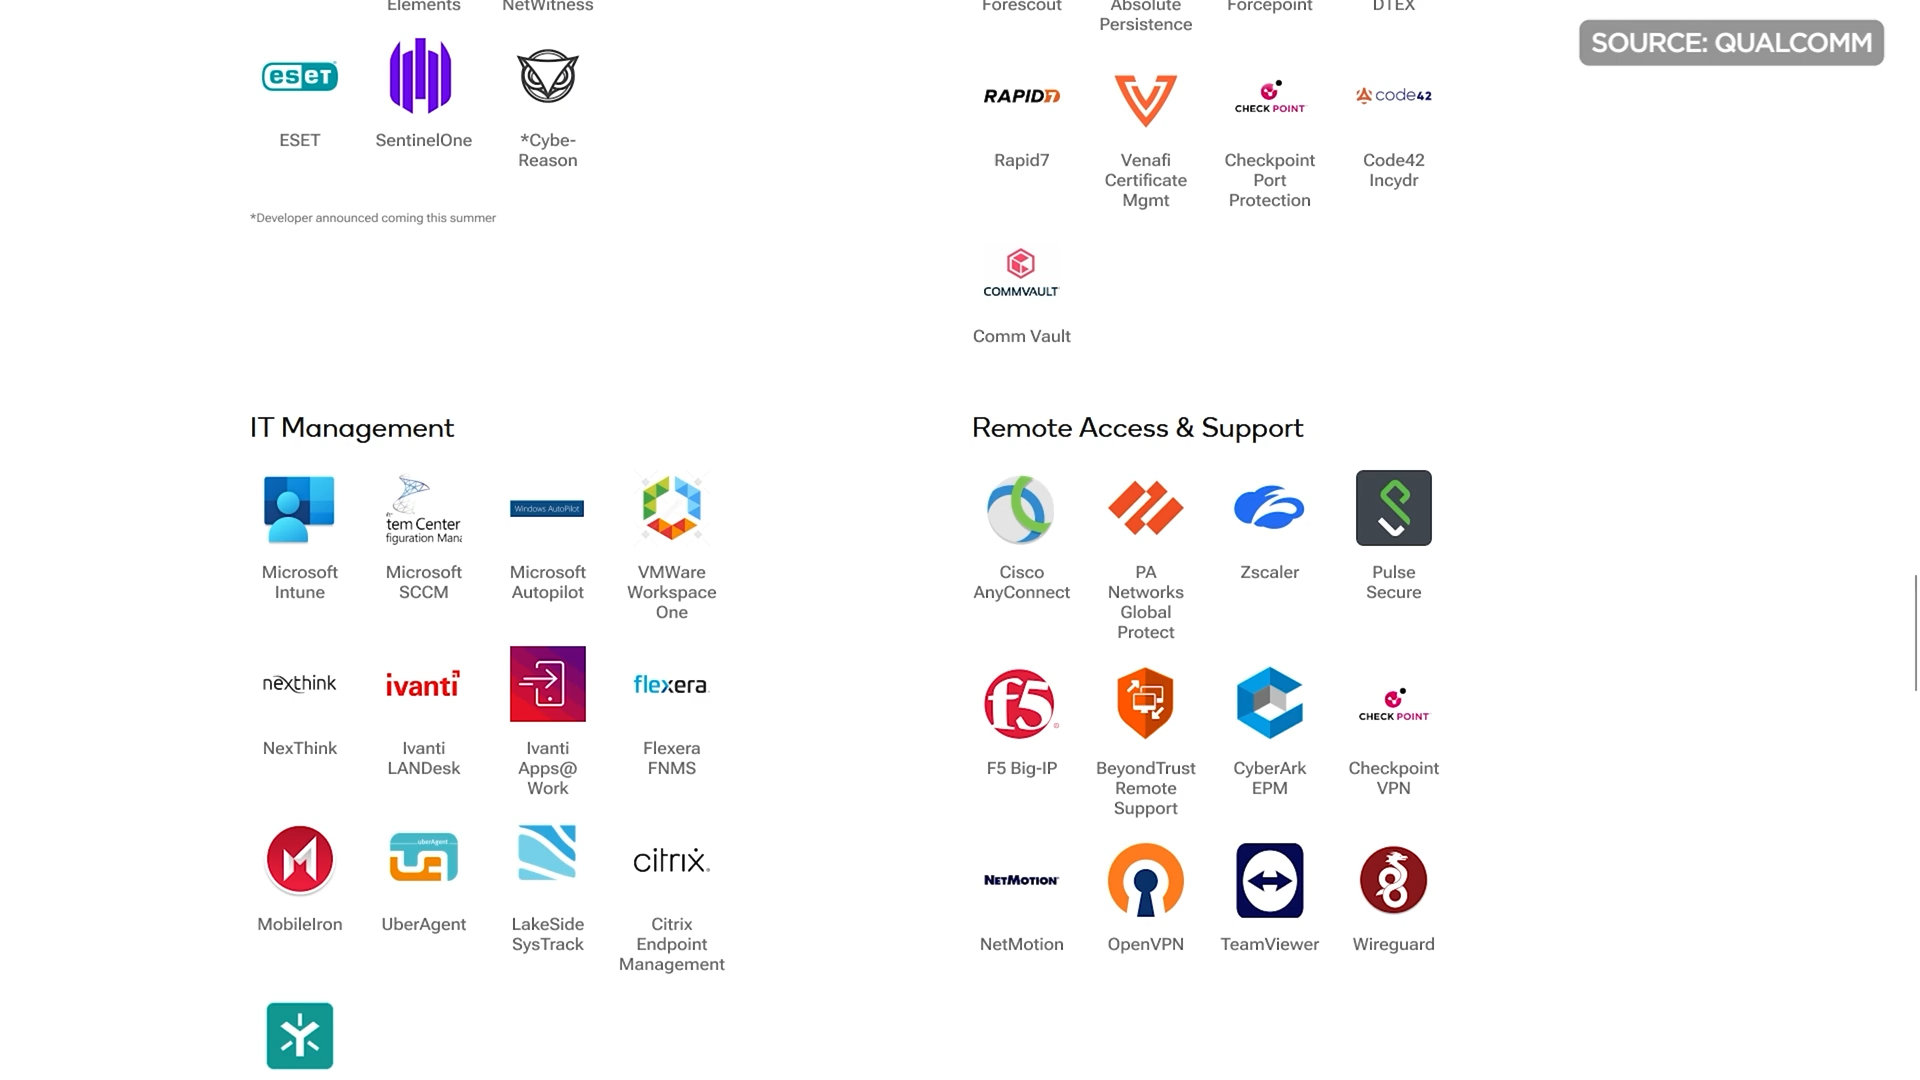 Elements NetWitness
Forescout Absolute Persistence Forcepoint DTEX
SOURCE: QUALCOMM
eseT
ESET SentinelOne *Cybe-
Reason
*Developer announced coming this summer
RAPID7 CHECK POINT code42
Rapid7 Venafi Certificate Mgmt Checkpoint Port Protection Code42 Incydr
COMMVAULT
Comm Vault
IT Management
tem Center
figuration Mana
Windows AutoPilot
Microsoft Intune Microsoft SCCM Microsoft Autopilot VMWare Workspace One
nexthink ivanti flexera
NexThink Ivanti LANDesk Ivanti Apps@ Work Flexera FNMS
uberAgent ua citrix
MobileIron UberAgent LakeSide SysTrack Citrix Endpoint Management
Remote Access & Support
Cisco AnyConnect PA Networks Global Protect Zscaler Pulse Secure
f5 CHECK POINT
F5 Big-IP BeyondTrust Remote Support CyberArk EPM Checkpoint VPN
NETMOTION
NetMotion OpenVPN TeamViewer Wireguard